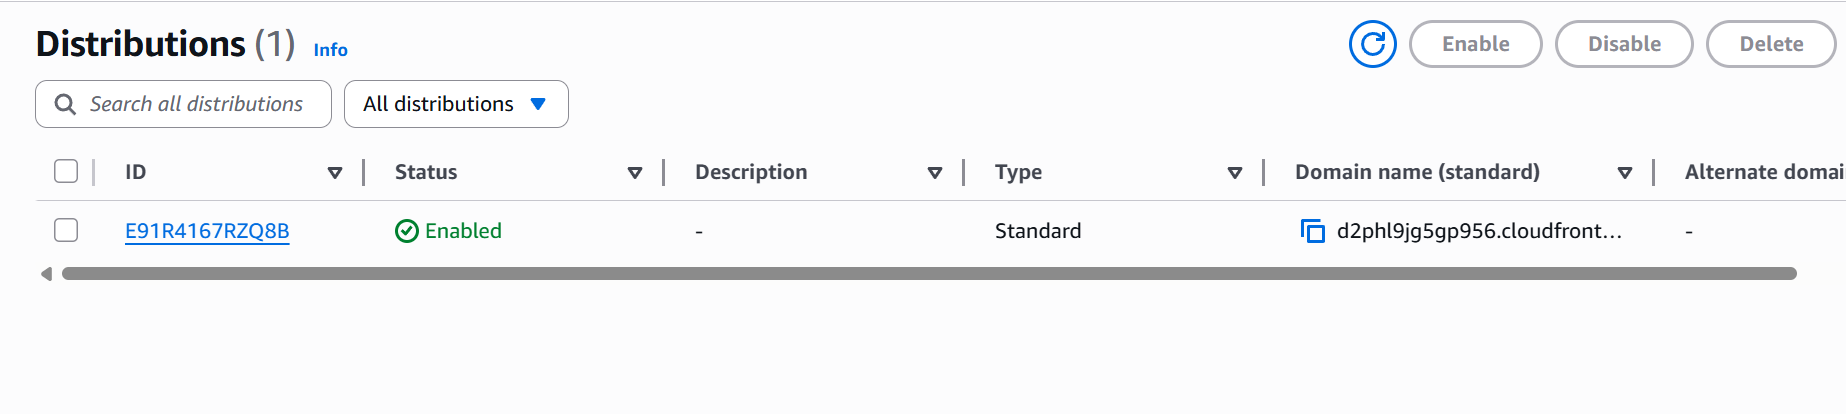 Distributions (1) Info
Enable Disable Delete
Search all distributions All distributions
ID Status Description Type Domain name (standard) Alternate domai
E91R4167RZQ8B Enabled - Standard d2phl9jg5gp956.cloudfront… -